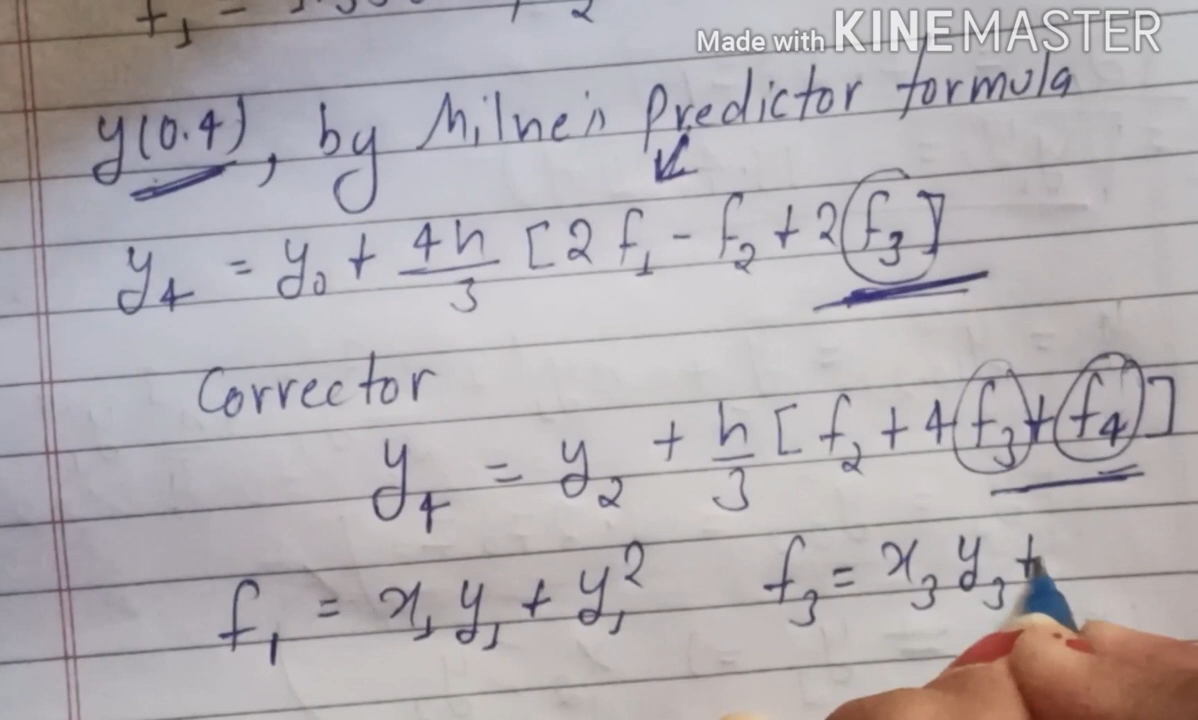 Made with KINEMASTER
y(0.4), by Milne's Predictor formula
y₄ = y₀ + 4h/3 [2f₁ - f₂ + 2f₃]
Corrector
y₄ = y₂ + h/3 [f₂ + 4f₃ + f₄]
f₁ = x₁y₁ + y₁² f₃ = x₃y₃ +